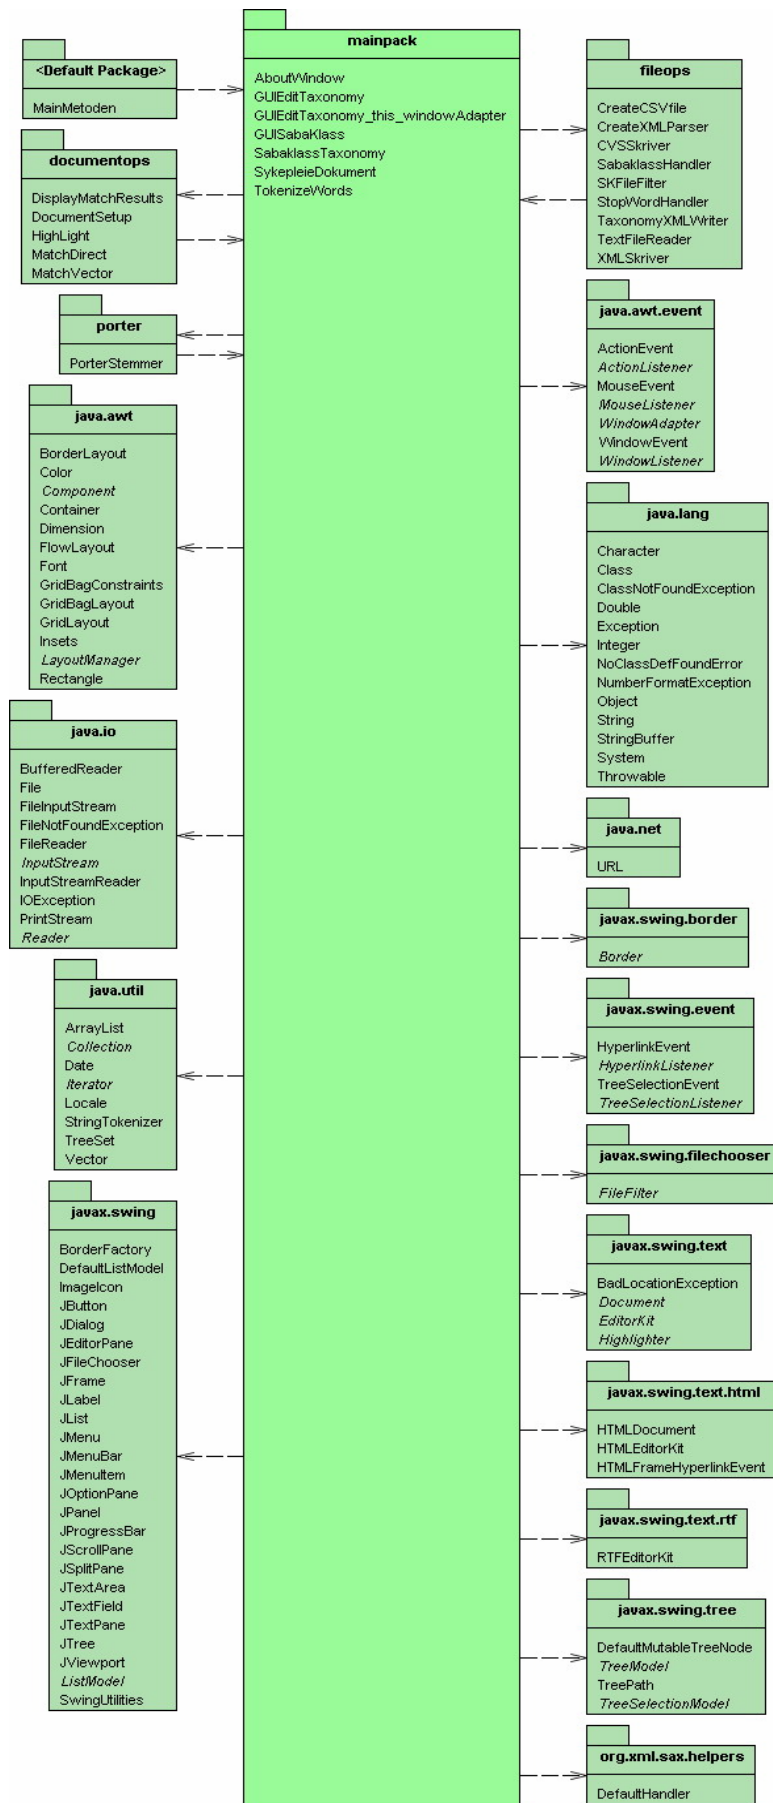 mainpack
AboutWindow
GUIEditTaxonomy
GUIEditTaxonomy_this_windowAdapter
GUISabaKlass
SabaklassTaxonomy
SykepleieDokument
TokenizeWords
<Default Package>
MainMetoden
documentops
DisplayMatchResults
DocumentSetup
HighLight
MatchDirect
MatchVector
porter
PorterStemmer
java.awt
BorderLayout
Color
Component
Container
Dimension
FlowLayout
Font
GridBagConstraints
GridBagLayout
GridLayout
Insets
LayoutManager
Rectangle
java.io
BufferedReader
File
FileInputStream
FileNotFoundException
FileReader
InputStream
InputStreamReader
IOException
PrintStream
Reader
java.util
ArrayList
Collection
Date
Iterator
Locale
StringTokenizer
TreeSet
Vector
javax.swing
BorderFactory
DefaultListModel
ImageIcon
JButton
JDialog
JEditorPane
JFileChooser
JFrame
JLabel
JList
JMenu
JMenuBar
JMenuItem
JOptionPane
JPanel
JProgressBar
JScrollPane
JSplitPane
JTextArea
JTextField
JTextPane
JTree
JViewport
ListModel
SwingUtilities
fileops
CreateCSVfile
CreateXMLParser
CVSSkriver
SabaklassHandler
SKFileFilter
StopWordHandler
TaxonomyXMLWriter
TextFileReader
XMLSkriver
java.awt.event
ActionEvent
ActionListener
MouseEvent
MouseListener
WindowAdapter
WindowEvent
WindowListener
java.lang
Character
Class
ClassNotFoundException
Double
Exception
Integer
NoClassDefFoundError
NumberFormatException
Object
String
StringBuffer
System
Throwable
java.net
URL
javax.swing.border
Border
javax.swing.event
HyperlinkEvent
HyperlinkListener
TreeSelectionEvent
TreeSelectionListener
javax.swing.filechooser
FileFilter
javax.swing.text
BadLocationException
Document
EditorKit
Highlighter
javax.swing.text.html
HTMLDocument
HTMLEditorKit
HTMLFrameHyperlinkEvent
javax.swing.text.rtf
RTFEditorKit
javax.swing.tree
DefaultMutableTreeNode
TreeModel
TreePath
TreeSelectionModel
org.xml.sax.helpers
DefaultHandler